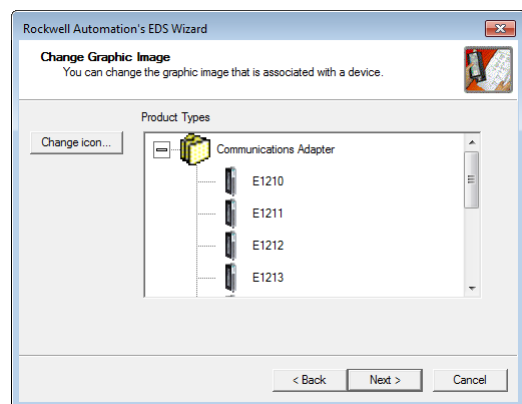 Rockwell Automation's EDS Wizard
Change Graphic Image
You can change the graphic image that is associated with a device.
Product Types
Change icon...
Communications Adapter
E1210
E1211
E1212
E1213
< Back
Next >
Cancel